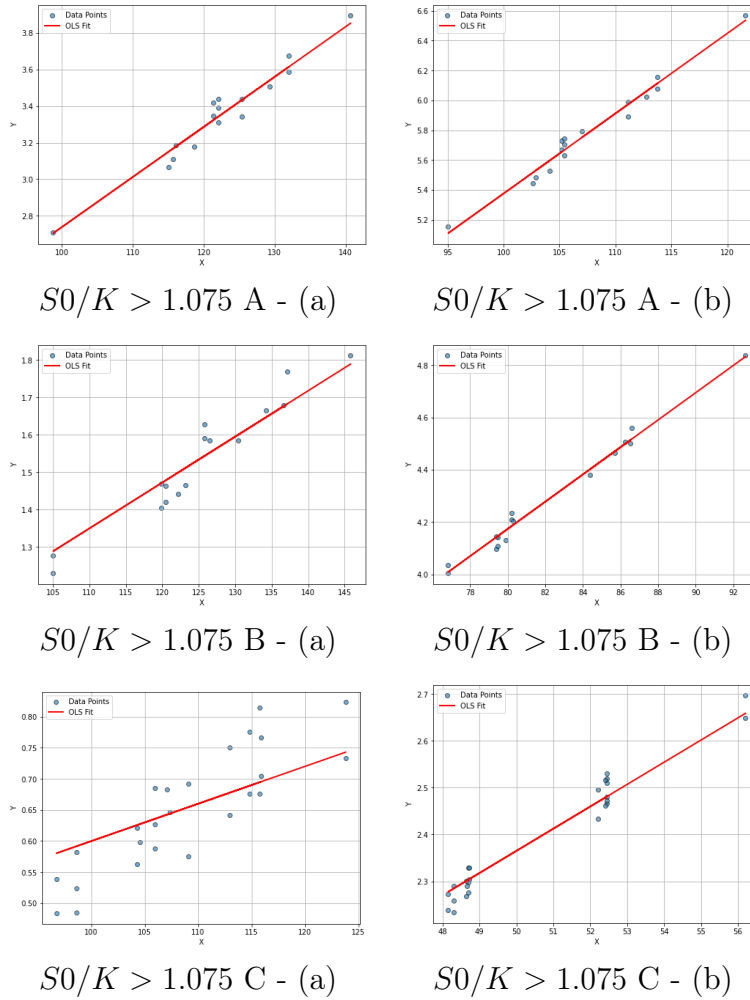 Data Points
OLS Fit
3.8
3.6
3.4
3.2
3.0
2.8
Y
100
110
120
130
140
X
Data Points
OLS Fit
6.6
6.4
6.2
6.0
5.8
5.6
5.4
5.2
Y
95
100
105
110
115
120
X
S0/K > 1.075 A - (a)
S0/K > 1.075 A - (b)
Data Points
OLS Fit
1.8
1.7
1.6
1.5
1.4
1.3
Y
105
110
115
120
125
130
135
140
145
X
Data Points
OLS Fit
4.8
4.6
4.4
4.2
4.0
Y
78
80
82
84
86
88
90
92
X
S0/K > 1.075 B - (a)
S0/K > 1.075 B - (b)
Data Points
OLS Fit
0.80
0.75
0.70
0.65
0.60
0.55
0.50
Y
100
105
110
115
120
125
X
Data Points
OLS Fit
2.7
2.6
2.5
2.4
2.3
Y
48
49
50
51
52
53
54
55
56
X
S0/K > 1.075 C - (a)
S0/K > 1.075 C - (b)